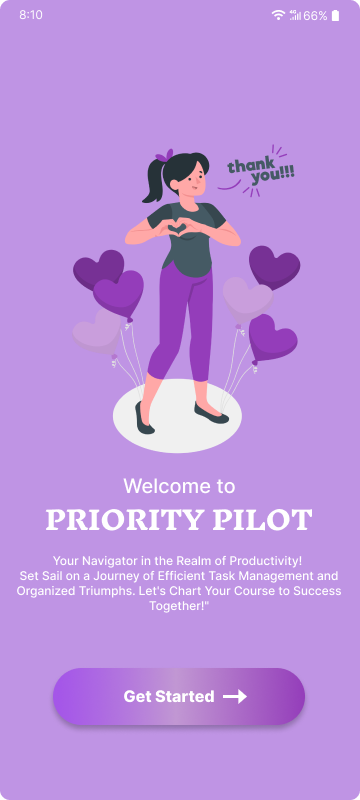 8:10
4G 66%
thank
you!!!
Welcome to
PRIORITY PILOT
Your Navigator in the Realm of Productivity!
Set Sail on a Journey of Efficient Task Management and
Organized Triumphs. Let's Chart Your Course to Success
Together!"
Get Started